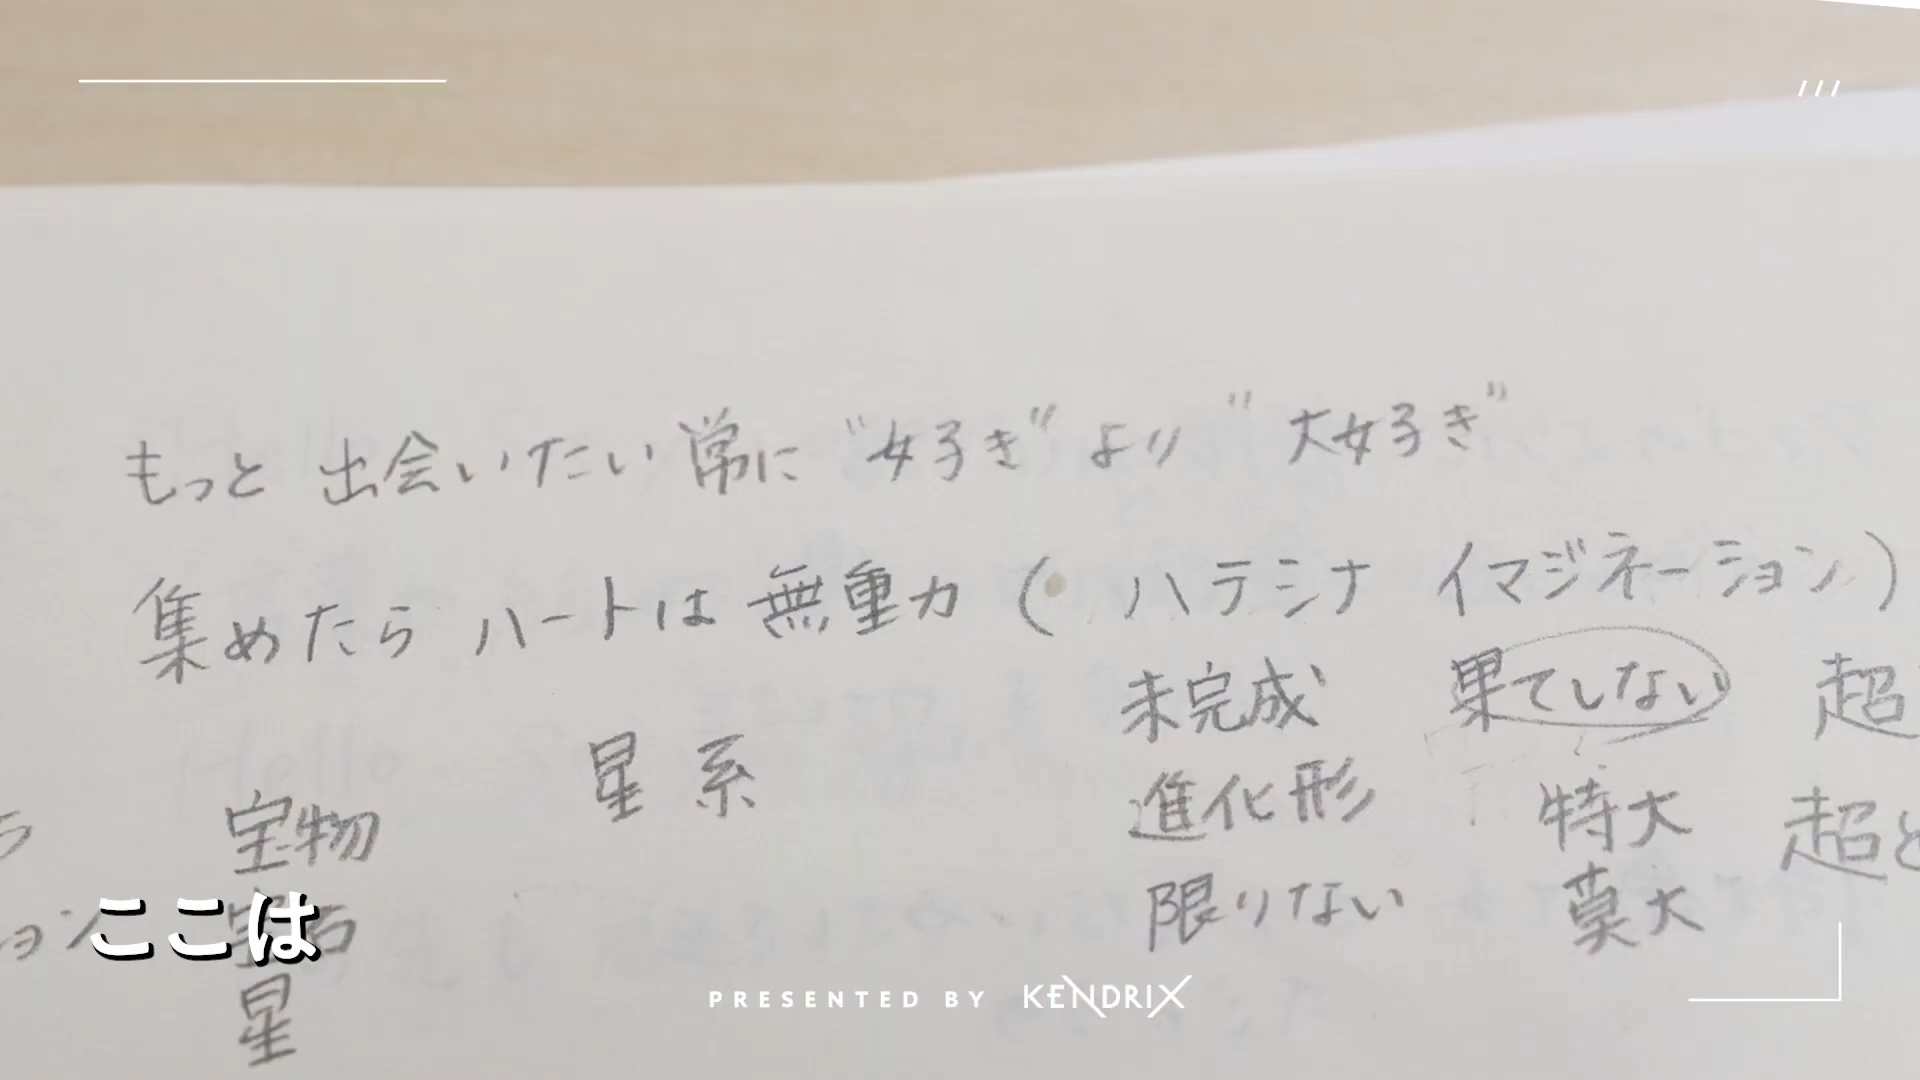 もっと 出会いたい 常に "好き" より "大好き"
集めたら ハートは 無重力 ( ハテシナ イマジネーション )
未完成 果てしない 超
星系
進化形 特大 超と
宝物
限りない 莫大
ョン
ここは
星
PRESENTED BY KENDRIX